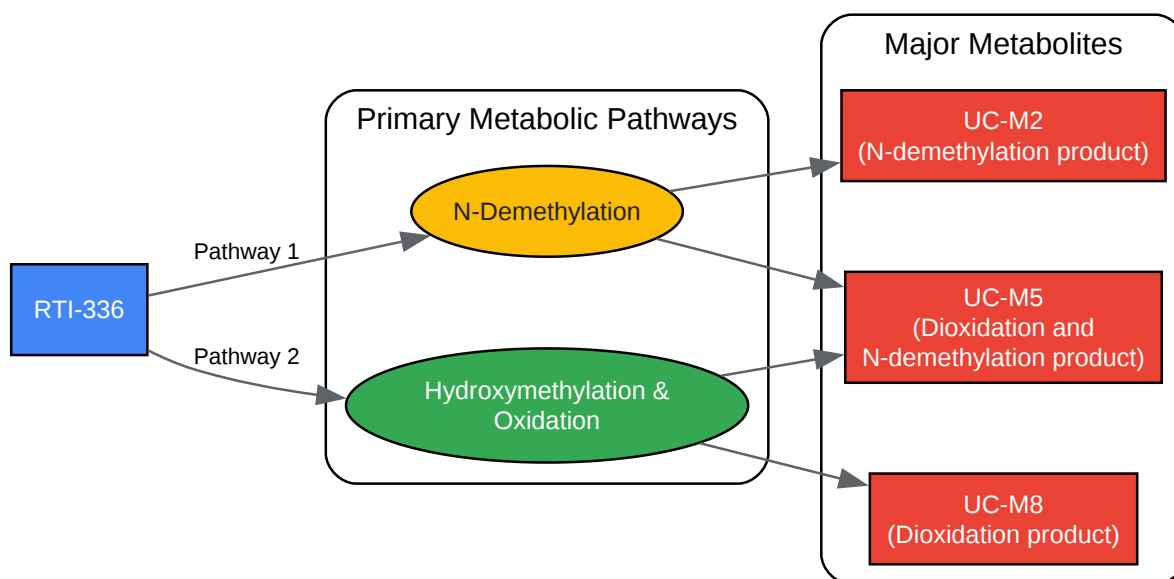 Major Metabolites
Primary Metabolic Pathways
UC-M2
(N-demethylation product)
N-Demethylation
Pathway 1
RTI-336
UC-M5
(Dioxidation and
N-demethylation product)
Pathway 2
Hydroxymethylation &
Oxidation
UC-M8
(Dioxidation product)